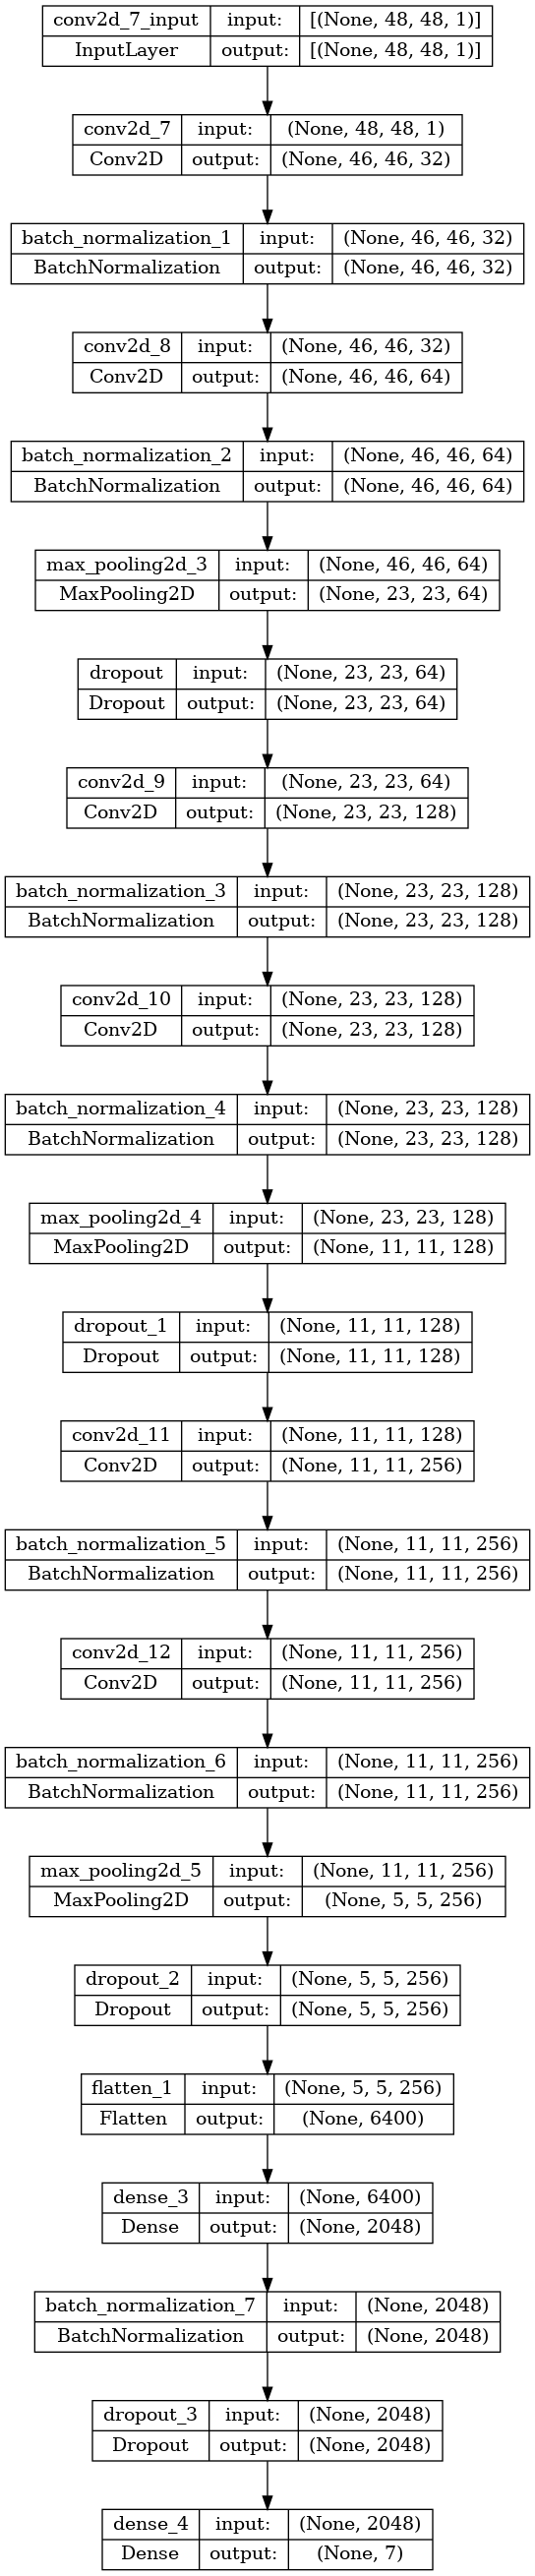 conv2d_7_input input: [(None, 48, 48, 1)]
InputLayer output: [(None, 48, 48, 1)]
conv2d_7 input: (None, 48, 48, 1)
Conv2D output: (None, 46, 46, 32)
batch_normalization_1 input: (None, 46, 46, 32)
BatchNormalization output: (None, 46, 46, 32)
conv2d_8 input: (None, 46, 46, 32)
Conv2D output: (None, 46, 46, 64)
batch_normalization_2 input: (None, 46, 46, 64)
BatchNormalization output: (None, 46, 46, 64)
max_pooling2d_3 input: (None, 46, 46, 64)
MaxPooling2D output: (None, 23, 23, 64)
dropout input: (None, 23, 23, 64)
Dropout output: (None, 23, 23, 64)
conv2d_9 input: (None, 23, 23, 64)
Conv2D output: (None, 23, 23, 128)
batch_normalization_3 input: (None, 23, 23, 128)
BatchNormalization output: (None, 23, 23, 128)
conv2d_10 input: (None, 23, 23, 128)
Conv2D output: (None, 23, 23, 128)
batch_normalization_4 input: (None, 23, 23, 128)
BatchNormalization output: (None, 23, 23, 128)
max_pooling2d_4 input: (None, 23, 23, 128)
MaxPooling2D output: (None, 11, 11, 128)
dropout_1 input: (None, 11, 11, 128)
Dropout output: (None, 11, 11, 128)
conv2d_11 input: (None, 11, 11, 128)
Conv2D output: (None, 11, 11, 256)
batch_normalization_5 input: (None, 11, 11, 256)
BatchNormalization output: (None, 11, 11, 256)
conv2d_12 input: (None, 11, 11, 256)
Conv2D output: (None, 11, 11, 256)
batch_normalization_6 input: (None, 11, 11, 256)
BatchNormalization output: (None, 11, 11, 256)
max_pooling2d_5 input: (None, 11, 11, 256)
MaxPooling2D output: (None, 5, 5, 256)
dropout_2 input: (None, 5, 5, 256)
Dropout output: (None, 5, 5, 256)
flatten_1 input: (None, 5, 5, 256)
Flatten output: (None, 6400)
dense_3 input: (None, 6400)
Dense output: (None, 2048)
batch_normalization_7 input: (None, 2048)
BatchNormalization output: (None, 2048)
dropout_3 input: (None, 2048)
Dropout output: (None, 2048)
dense_4 input: (None, 2048)
Dense output: (None, 7)